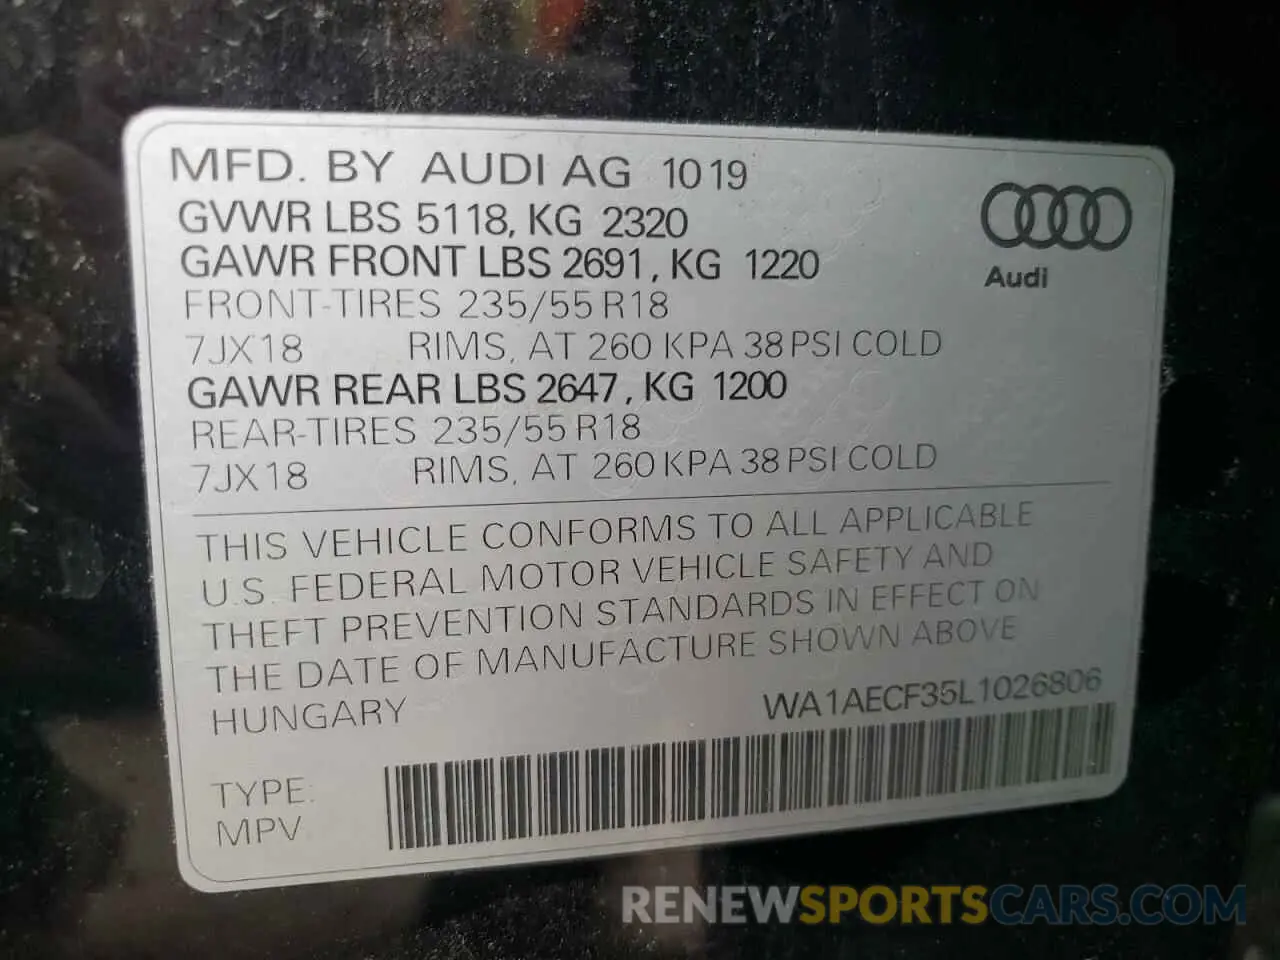 MFD. BY AUDI AG 1019
GVWR LBS 5118, KG 2320
GAWR FRONT LBS 2691, KG 1220
FRONT-TIRES 235/55 R18
7JX18 RIMS, AT 260 KPA 38 PSI COLD
GAWR REAR LBS 2647, KG 1200
REAR-TIRES 235/55 R18
7JX18 RIMS, AT 260 KPA 38 PSI COLD
Audi
THIS VEHICLE CONFORMS TO ALL APPLICABLE
U.S. FEDERAL MOTOR VEHICLE SAFETY AND
THEFT PREVENTION STANDARDS IN EFFECT ON
THE DATE OF MANUFACTURE SHOWN ABOVE
HUNGARY WA1AECF35L1026806
TYPE:
MPV
RENEWSPORTSCARS.COM